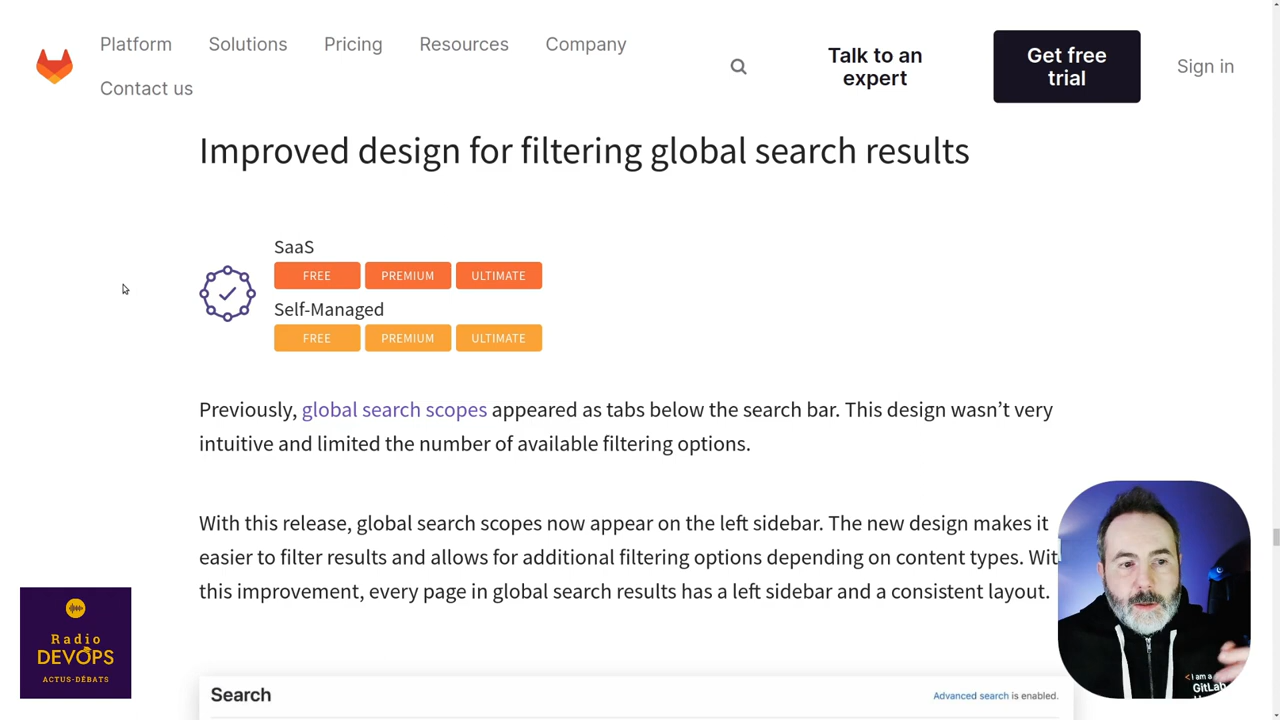 Platform
Solutions
Pricing
Resources
Company
Contact us
Talk to an
expert
Get free
trial
Sign in
Improved design for filtering global search results
SaaS
FREE
PREMIUM
ULTIMATE
Self-Managed
FREE
PREMIUM
ULTIMATE
Previously, global search scopes appeared as tabs below the search bar. This design wasn’t very
intuitive and limited the number of available filtering options.
With this release, global search scopes now appear on the left sidebar. The new design makes it
easier to filter results and allows for additional filtering options depending on content types. Wit
this improvement, every page in global search results has a left sidebar and a consistent layout.
Search
Advanced search is enabled.
Radio
DEVOPS
ACTUS-DÉBATS
I am a
GitLab